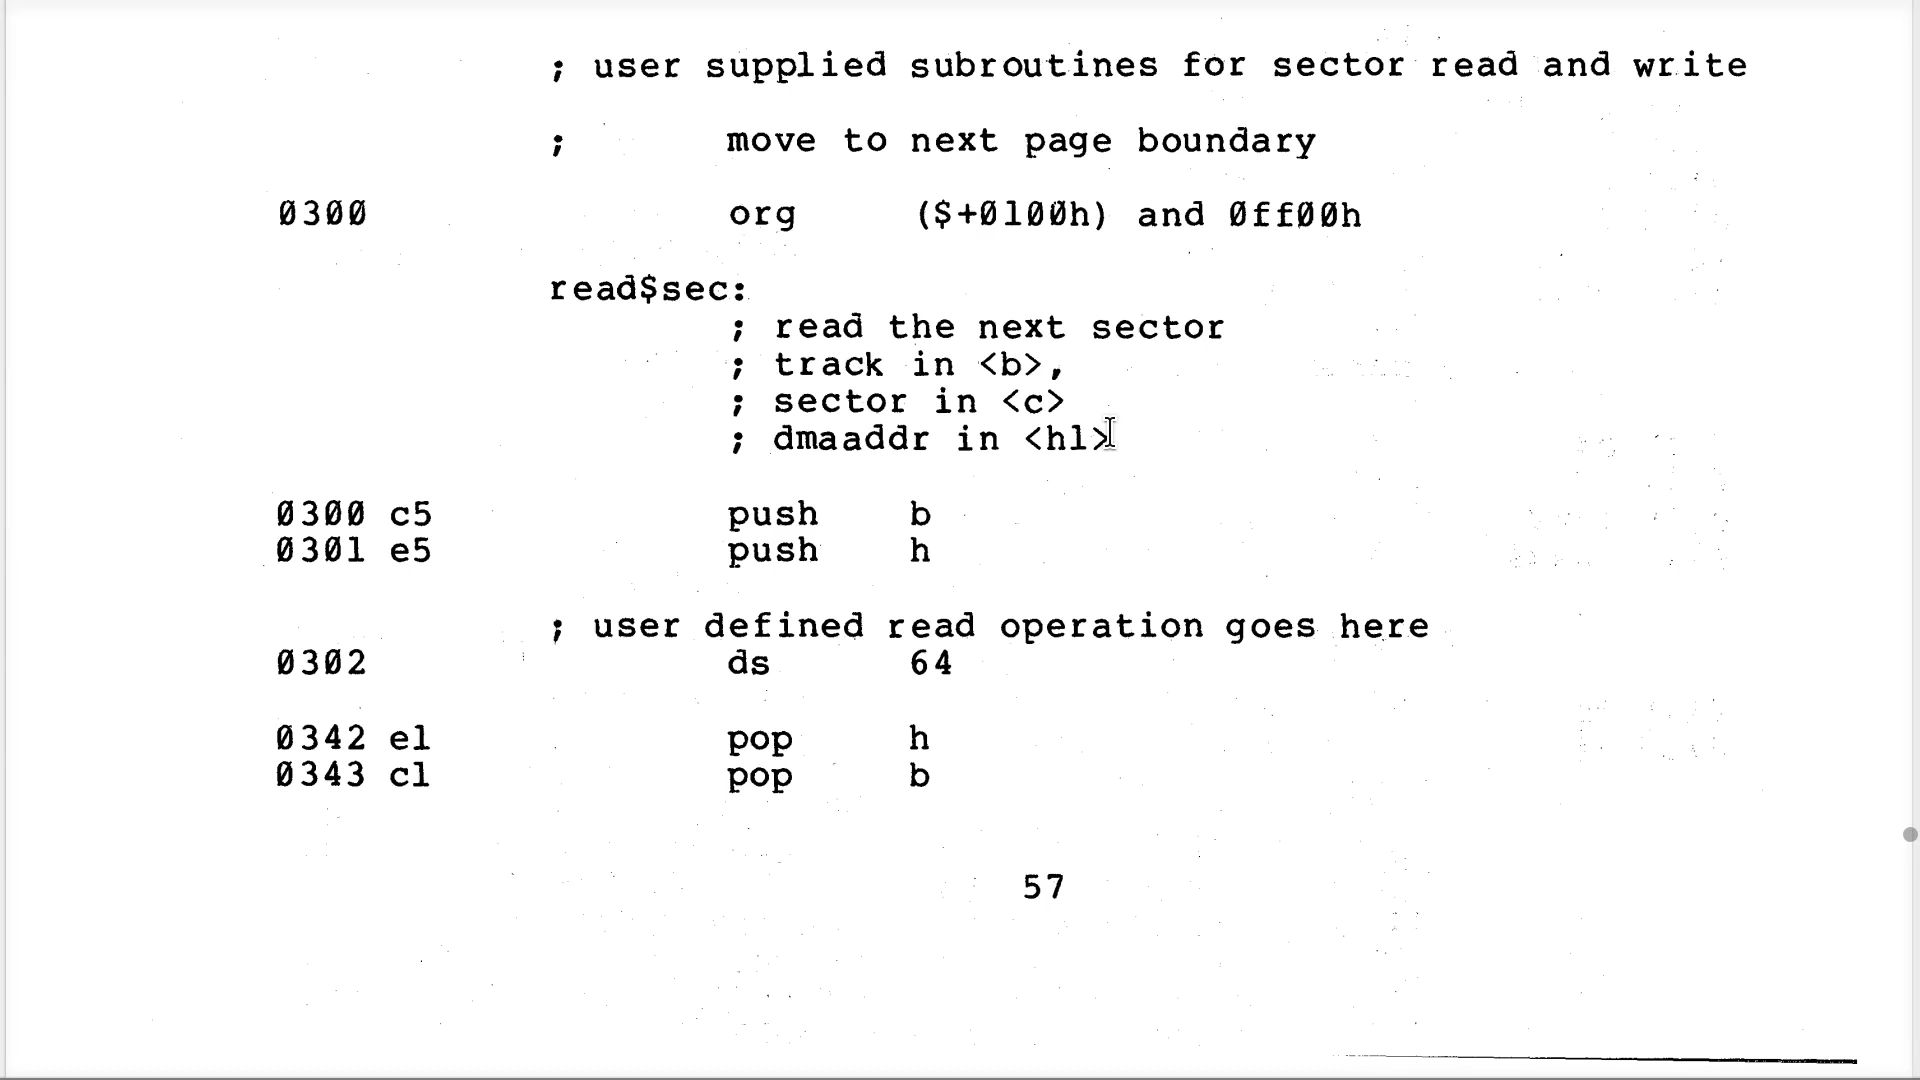 ; user supplied subroutines for sector read and write
; move to next page boundary
0300 org ($+0100h) and 0ff00h
read$sec:
; read the next sector
; track in <b>,
; sector in <c>
; dmaaddr in <hl>
0300 c5 push b
0301 e5 push h
; user defined read operation goes here
0302 ds 64
0342 e1 pop h
0343 c1 pop b
57